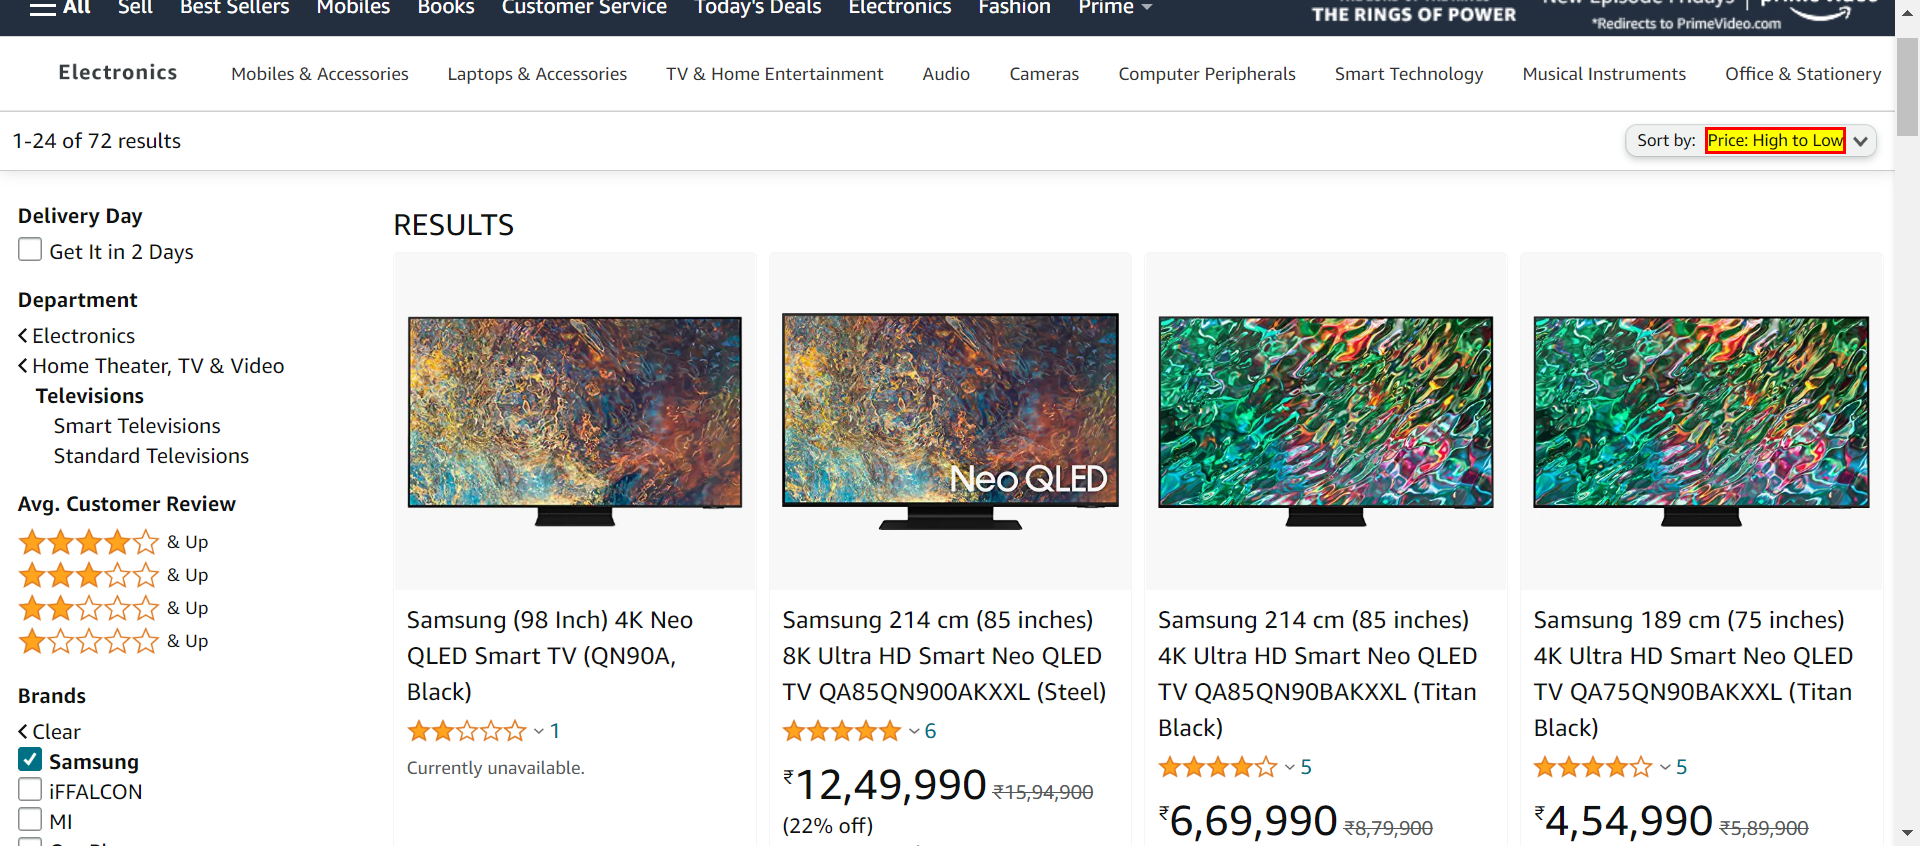 All Sell Best Sellers Mobiles Books Customer Service Today's Deals Electronics Fashion Prime
THE RINGS OF POWER
*Redirects to PrimeVideo.com
Electronics Mobiles & Accessories Laptops & Accessories TV & Home Entertainment Audio Cameras Computer Peripherals Smart Technology Musical Instruments Office & Stationery
1-24 of 72 results
Sort by: Price: High to Low
Delivery Day
Get It in 2 Days
Department
Electronics
Home Theater, TV & Video
Televisions
Smart Televisions
Standard Televisions
Avg. Customer Review
& Up
& Up
& Up
& Up
Brands
Clear
Samsung
iFFALCON
MI
RESULTS
Samsung (98 Inch) 4K Neo
QLED Smart TV (QN90A,
Black)
1
Currently unavailable.
Neo QLED
Samsung 214 cm (85 inches)
8K Ultra HD Smart Neo QLED
TV QA85QN900AKXXL (Steel)
6
₹12,49,990 ₹15,94,900
(22% off)
Samsung 214 cm (85 inches)
4K Ultra HD Smart Neo QLED
TV QA85QN90BAKXXL (Titan
Black)
5
₹6,69,990 ₹8,79,900
Samsung 189 cm (75 inches)
4K Ultra HD Smart Neo QLED
TV QA75QN90BAKXXL (Titan
Black)
5
₹4,54,990 ₹5,89,900